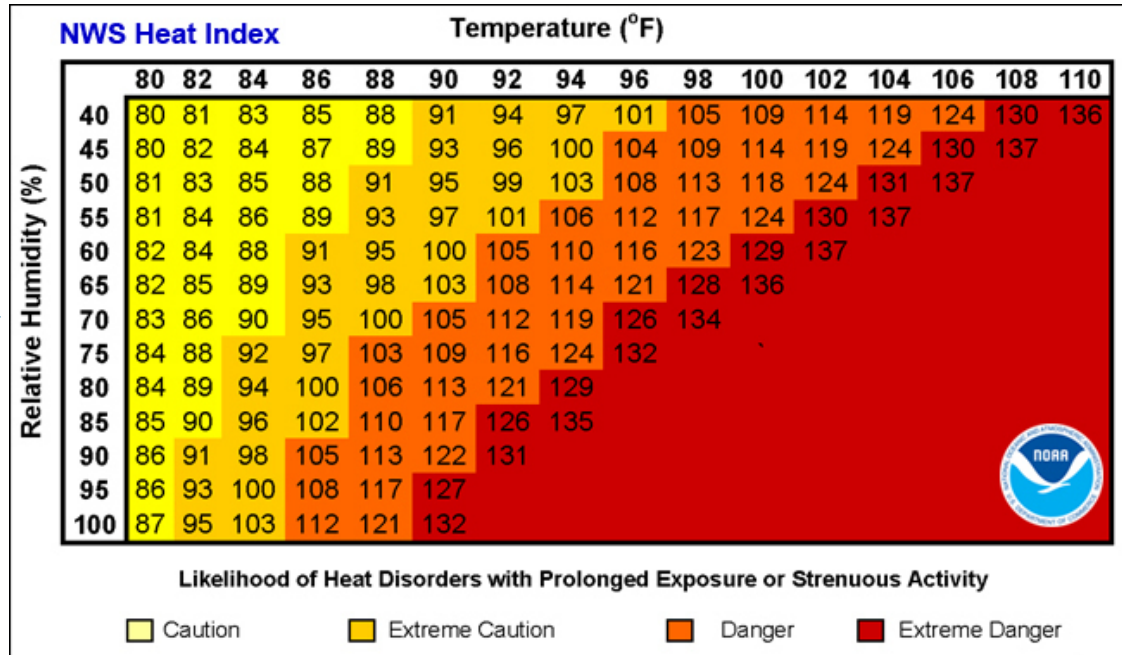 NWS Heat Index
Temperature (°F)
80 82 84 86 88 90 92 94 96 98 100 102 104 106 108 110
Relative Humidity (%)
40 80 81 83 85 88 91 94 97 101 105 109 114 119 124 130 136
45 80 82 84 87 89 93 96 100 104 109 114 119 124 130 137
50 81 83 85 88 91 95 99 103 108 113 118 124 131 137
55 81 84 86 89 93 97 101 106 112 117 124 130 137
60 82 84 88 91 95 100 105 110 116 123 129 137
65 82 85 89 93 98 103 108 114 121 128 136
70 83 86 90 95 100 105 112 119 126 134
75 84 88 92 97 103 109 116 124 132
80 84 89 94 100 106 113 121 129
85 85 90 96 102 110 117 126 135
90 86 91 98 105 113 122 131
95 86 93 100 108 117 127
100 87 95 103 112 121 132
NATIONAL OCEANIC AND ATMOSPHERIC ADMINISTRATION
NOAA
U.S. DEPARTMENT OF COMMERCE
Likelihood of Heat Disorders with Prolonged Exposure or Strenuous Activity
Caution Extreme Caution Danger Extreme Danger